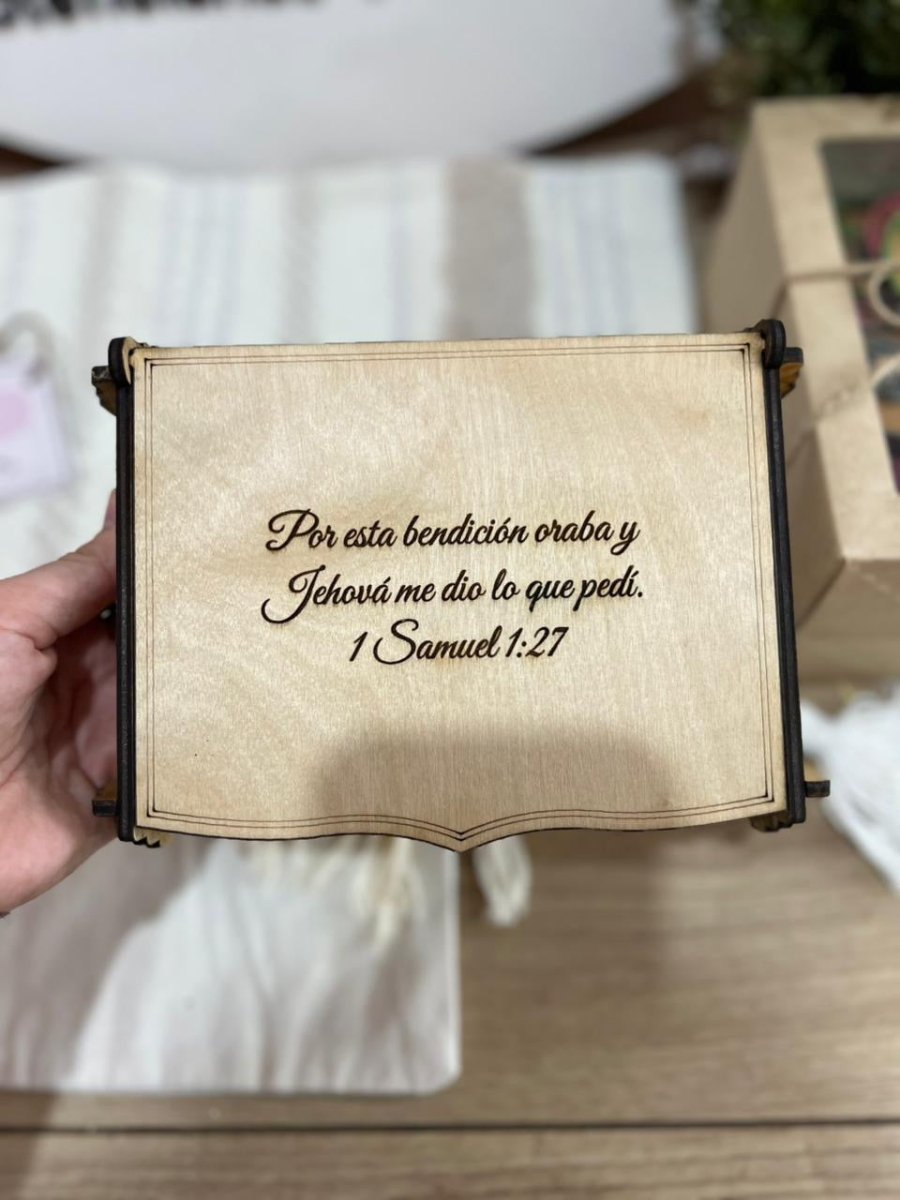 Por esta bendición oraba y
Jehová me dio lo que pedí.
1 Samuel 1:27